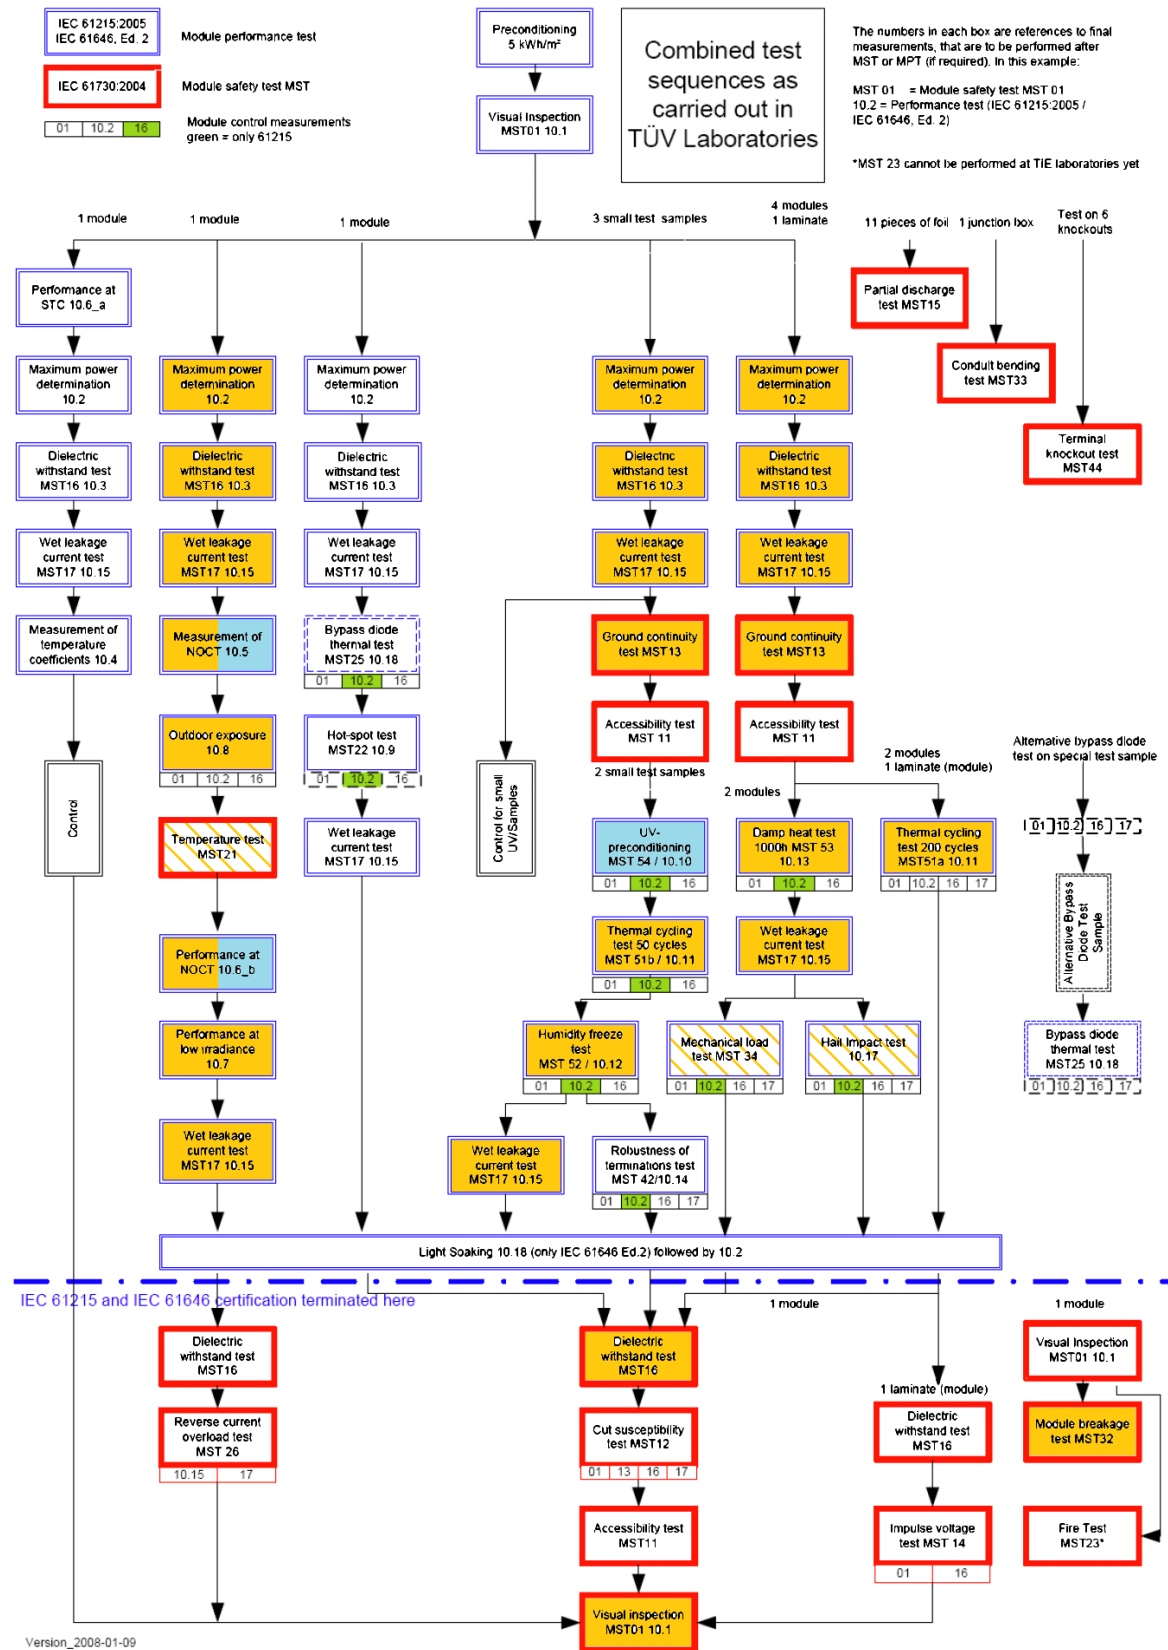 IEC 61215:2005
IEC 61646, Ed. 2
Module performance test
IEC 61730:2004
Module safety test MST
01 10.2 16
Module control measurements
green = only 61215
Preconditioning
5 kWh/m²
Visual Inspection
MST01 10.1
Combined test
sequences as
carried out in
TÜV Laboratories
The numbers in each box are references to final
measurements, that are to be performed after
MST or MPT (if required). In this example:
MST 01 = Module safety test MST 01
10.2 = Performance test (IEC 61215:2005 /
IEC 61646, Ed. 2)
*MST 23 cannot be performed at TIE laboratories yet
1 module
1 module
1 module
3 small test samples
4 modules
1 laminate
11 pieces of foil
1 junction box
Test on 6
knockouts
Performance at
STC 10.6_a
Partial discharge
test MST15
Conduit bending
test MST33
Terminal
knockout test
MST44
Maximum power
determination
10.2
Maximum power
determination
10.2
Maximum power
determination
10.2
Maximum power
determination
10.2
Maximum power
determination
10.2
Dielectric
withstand test
MST16 10.3
Dielectric
withstand test
MST16 10.3
Dielectric
withstand test
MST16 10.3
Dielectric
withstand test
MST16 10.3
Dielectric
withstand test
MST16 10.3
Wet leakage
current test
MST17 10.15
Wet leakage
current test
MST17 10.15
Wet leakage
current test
MST17 10.15
Wet leakage
current test
MST17 10.15
Wet leakage
current test
MST17 10.15
Measurement of
temperature
coefficients 10.4
Measurement of
NOCT 10.5
Bypass diode
thermal test
MST25 10.18
01 10.2 16
Ground continuity
test MST13
Ground continuity
test MST13
Outdoor exposure
10.8
01 10.2 16
Hot-spot test
MST22 10.9
01 10.2 16
Accessibility test
MST 11
Accessibility test
MST 11
2 small test samples
2 modules
2 modules
1 laminate (module)
Alternative bypass diode
test on special test sample
Control
Temperature test
MST21
Wet leakage
current test
MST17 10.15
Control for small
UV/Samples
UV-
preconditioning
MST 54 / 10.10
01 10.2 16
Damp heat test
1000h MST 53
10.13
01 10.2 16
Thermal cycling
test 200 cycles
MST51a 10.11
01 10.2 16 17
01 10.2 16 17
Alternative Bypass
Diode Test
Sample
Performance at
NOCT 10.6_b
Thermal cycling
test 50 cycles
MST 51b / 10.11
01 10.2 16
Wet leakage
current test
MST17 10.15
Performance at
low irradiance
10.7
Humidity freeze
test
MST 52 / 10.12
01 10.2 16
Mechanical load
test MST 34
01 10.2 16 17
Hail Impact test
10.17
01 10.2 16 17
Bypass diode
thermal test
MST25 10.18
01 10.2 16 17
Wet leakage
current test
MST17 10.15
Wet leakage
current test
MST17 10.15
Robustness of
terminations test
MST 42/10.14
01 10.2 16 17
Light Soaking 10.18 (only IEC 61646 Ed.2) followed by 10.2
IEC 61215 and IEC 61646 certification terminated here
1 module
1 module
Dielectric
withstand test
MST16
Dielectric
withstand test
MST16
Visual Inspection
MST01 10.1
1 laminate (module)
Reverse current
overload test
MST 26
10.15 17
Cut susceptibility
test MST12
01 13 16 17
Dielectric
withstand test
MST16
Module breakage
test MST32
Accessibility test
MST11
Impulse voltage
test MST 14
01 16
Fire Test
MST23*
Visual inspection
MST01 10.1
Version_2008-01-09